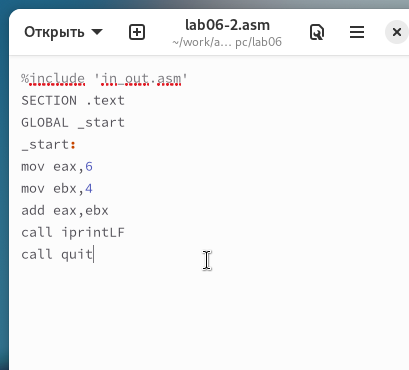 Открыть
lab06-2.asm
~/work/a... pc/lab06
%include 'in_out.asm'
SECTION .text
GLOBAL _start
_start:
mov eax,6
mov ebx,4
add eax,ebx
call iprintLF
call quit